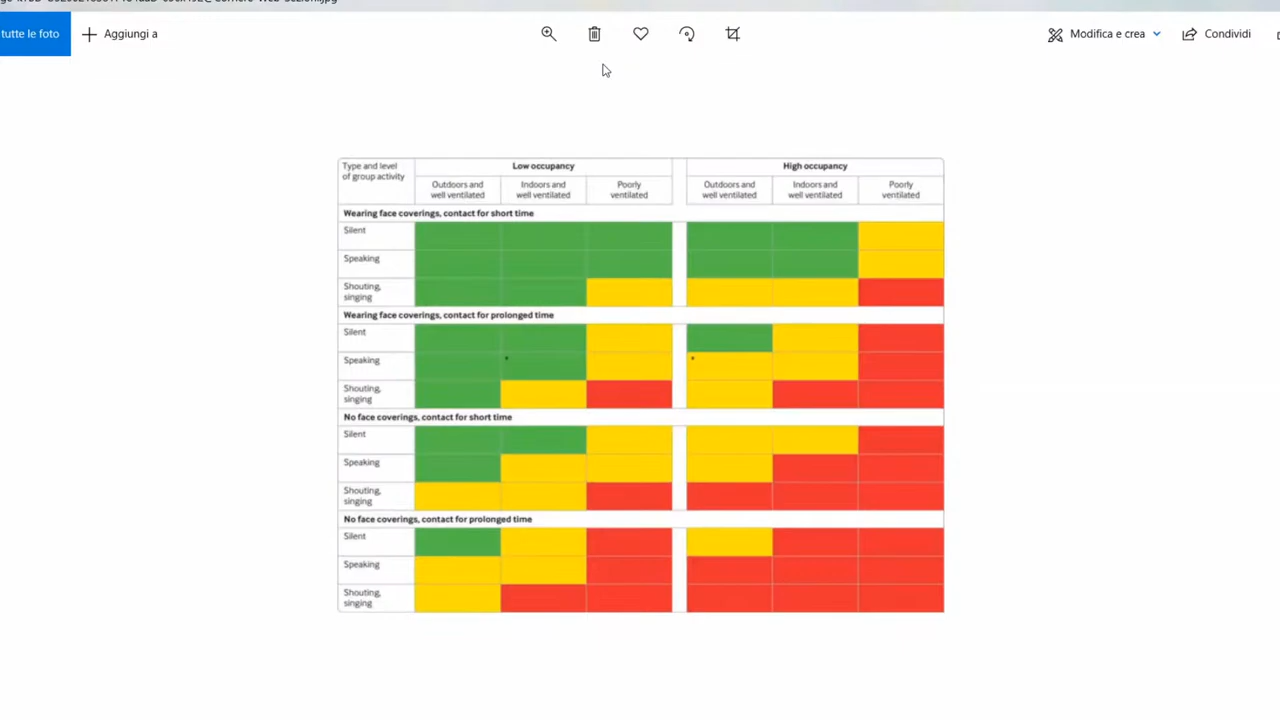 tutte le foto
Aggiungi a
Modifica e crea
Condividi
Type and level
of group activity
Low occupancy
High occupancy
Outdoors and
well ventilated
Indoors and
well ventilated
Poorly
ventilated
Outdoors and
well ventilated
Indoors and
well ventilated
Poorly
ventilated
Wearing face coverings, contact for short time
Silent
Speaking
Shouting,
singing
Wearing face coverings, contact for prolonged time
Silent
Speaking
*
*
Shouting,
singing
No face coverings, contact for short time
Silent
Speaking
Shouting,
singing
No face coverings, contact for prolonged time
Silent
Speaking
Shouting,
singing